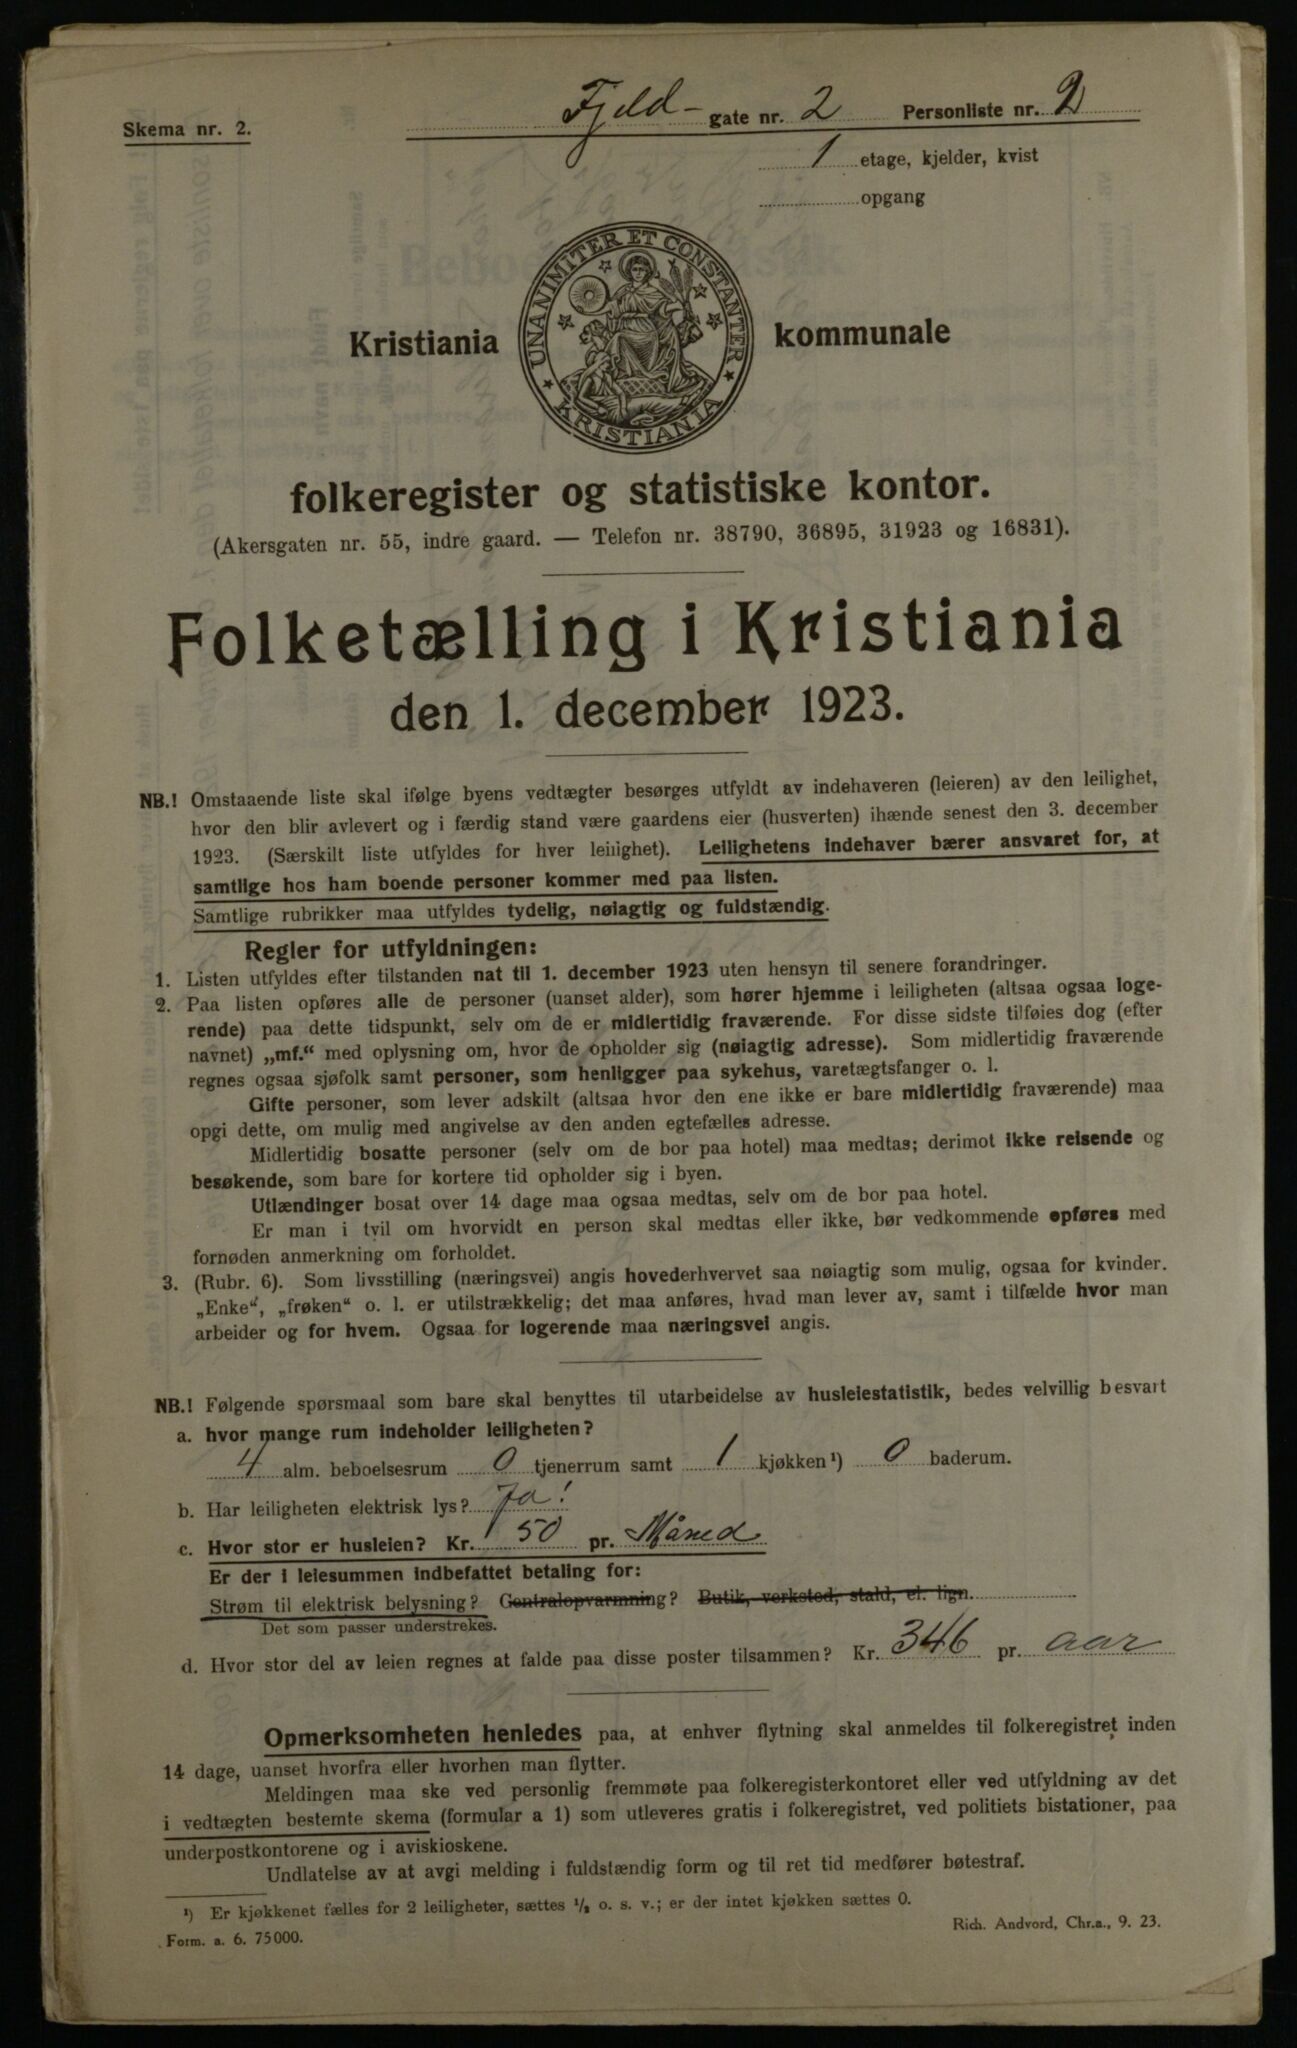 Skema nr. 2.
Fjeld- gate nr. 2 Personliste nr. 2
1 etage, kjelder, kvist
opgang
UNANIMITER ET CONSTANTER
KRISTIANIA
Kristiania kommunale
folkeregister og statistiske kontor.
(Akersgaten nr. 55, indre gaard. — Telefon nr. 38790, 36895, 31923 og 16831).
Folketælling i Kristiania
den 1. december 1923.
NB.! Omstaaende liste skal ifølge byens vedtægter besørges utfyldt av indehaveren (leieren) av den leilighet,
hvor den blir avlevert og i færdig stand være gaardens eier (husverten) ihænde senest den 3. december
1923. (Særskilt liste utfyldes for hver leilighet). Leilighetens indehaver bærer ansvaret for, at
samtlige hos ham boende personer kommer med paa listen.
Samtlige rubrikker maa utfyldes tydelig, nøiagtig og fuldstændig.
Regler for utfyldningen:
1. Listen utfyldes efter tilstanden nat til 1. december 1923 uten hensyn til senere forandringer.
2. Paa listen opføres alle de personer (uanset alder), som hører hjemme i leiligheten (altsaa ogsaa loge-
rende) paa dette tidspunkt, selv om de er midlertidig fraværende. For disse sidste tilføies dog (efter
navnet) „mf.“ med oplysning om, hvor de opholder sig (nøiagtig adresse). Som midlertidig fraværende
regnes ogsaa sjøfolk samt personer, som henligger paa sykehus, varetægtsfanger o. l.
Gifte personer, som lever adskilt (altsaa hvor den ene ikke er bare midlertidig fraværende) maa
opgi dette, om mulig med angivelse av den anden egtefælles adresse.
Midlertidig bosatte personer (selv om de bor paa hotel) maa medtas; derimot ikke reisende og
besøkende, som bare for kortere tid opholder sig i byen.
Utlændinger bosat over 14 dage maa ogsaa medtas, selv om de bor paa hotel.
Er man i tvil om hvorvidt en person skal medtas eller ikke, bør vedkommende opføres med
fornøden anmerkning om forholdet.
3. (Rubr. 6). Som livsstilling (næringsvei) angis hovederhvervet saa nøiagtig som mulig, ogsaa for kvinder.
„Enke“, „frøken“ o. l. er utilstrækkelig; det maa anføres, hvad man lever av, samt i tilfælde hvor man
arbeider og for hvem. Ogsaa for logerende maa næringsvei angis.
NB.! Følgende spørsmaal som bare skal benyttes til utarbeidelse av husleiestatistik, bedes velvillig besvart
a. hvor mange rum indeholder leiligheten?
4 alm. beboelsesrum 0 tjenerrum samt 1 kjøkken¹) 0 baderum.
b. Har leiligheten elektrisk lys? Ja!
c. Hvor stor er husleien? Kr. 50 pr. Måned
Er der i leiesummen indbefattet betaling for:
Strøm til elektrisk belysning? Centralopvarmning? Butik, verksted, stald, el. lign.
Det som passer understrekes.
d. Hvor stor del av leien regnes at falde paa disse poster tilsammen? Kr. 346 pr. aar
Opmerksomheten henledes paa, at enhver flytning skal anmeldes til folkeregistret inden
14 dage, uanset hvorfra eller hvorhen man flytter.
Meldingen maa ske ved personlig fremmøte paa folkeregisterkontoret eller ved utfyldning av det
i vedtægten bestemte skema (formular a 1) som utleveres gratis i folkeregistret, ved politiets bistationer, paa
underpostkontorene og i aviskioskene.
Undlatelse av at avgi melding i fuldstændig form og til ret tid medfører bøtestraf.
¹) Er kjøkkenet fælles for 2 leiligheter, sættes ¹/₂ o. s. v.; er der intet kjøkken sættes 0.
Form. a. 6. 75000. Rich. Andvord, Chr.a., 9. 23.